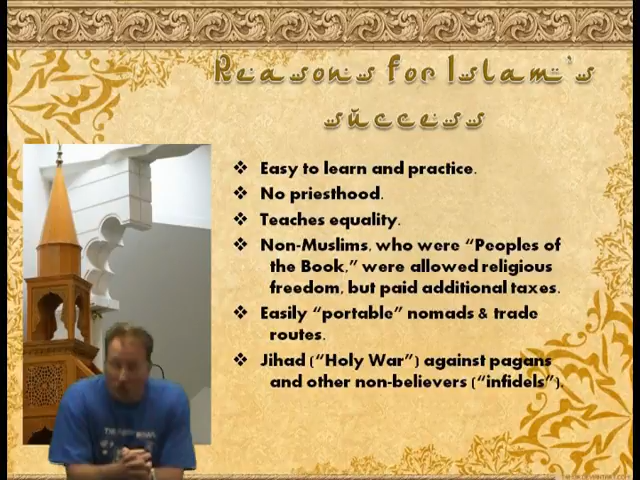 Reasons for Islam's
success
❖ Easy to learn and practice.
❖ No priesthood.
❖ Teaches equality.
❖ Non-Muslims, who were “Peoples of
the Book,” were allowed religious
freedom, but paid additional taxes.
❖ Easily “portable” nomads & trade
routes.
❖ Jihad (“Holy War”) against pagans
and other non-believers (“infidels”).